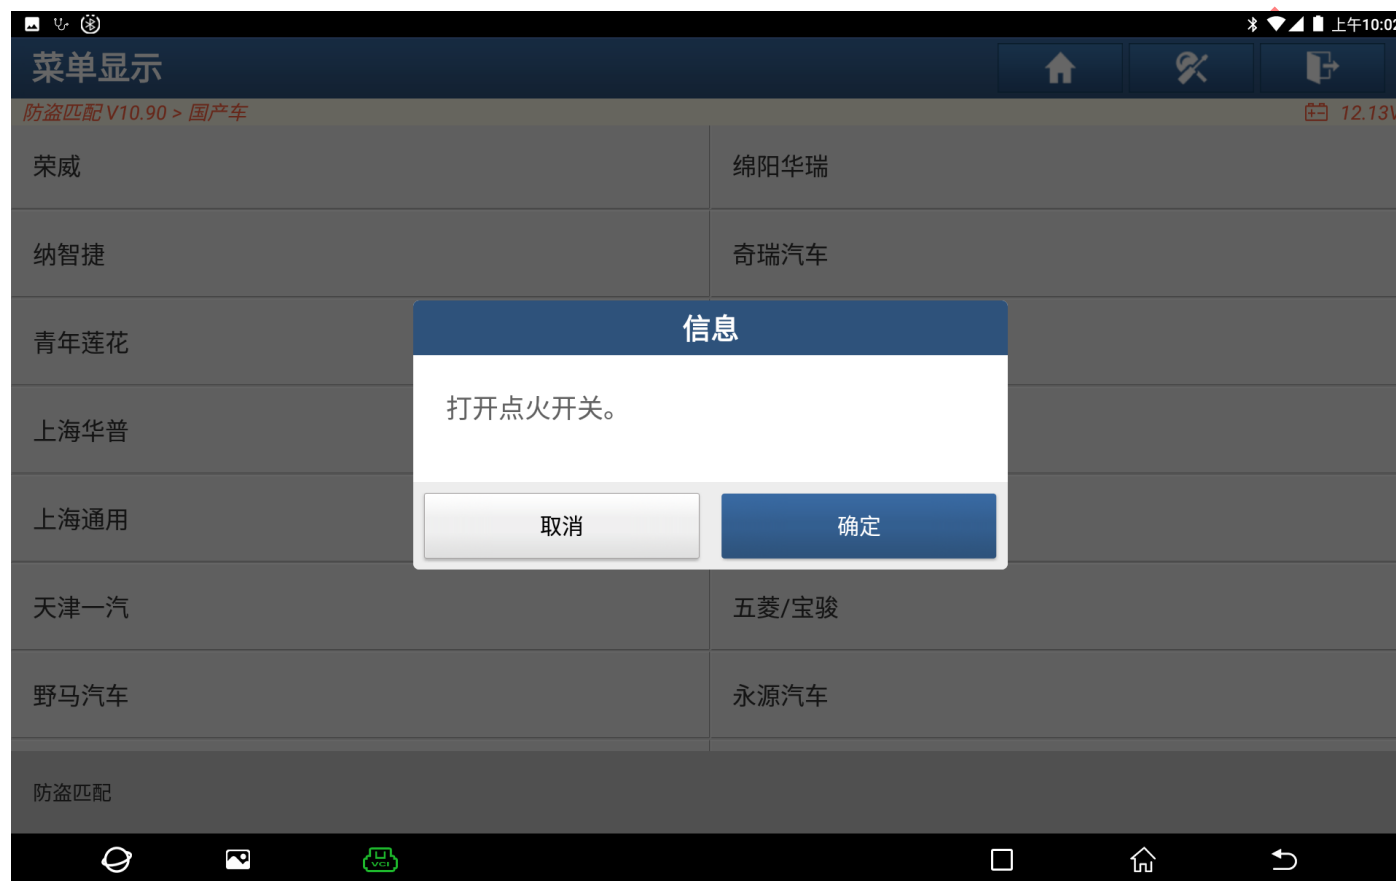 上午10:02
菜单显示
防盗匹配 V10.90 > 国产车
12.13V
荣威
绵阳华瑞
纳智捷
奇瑞汽车
青年莲花
信息
打开点火开关。
上海华普
上海通用
取消
确定
天津一汽
五菱/宝骏
野马汽车
永源汽车
防盗匹配
VCI